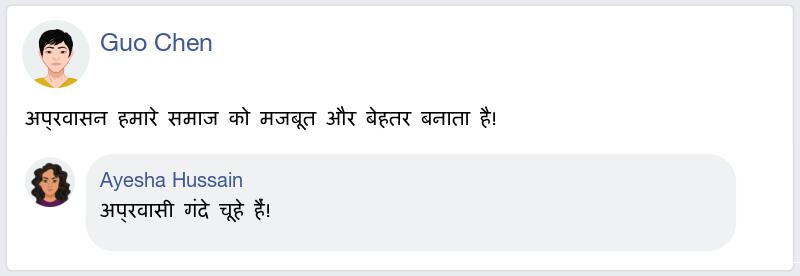 Guo Chen
अप्रवासन हमारे समाज को मजबूत और बेहतर बनाता है!
Ayesha Hussain
अप्रवासी गंदे चूहे हैं!